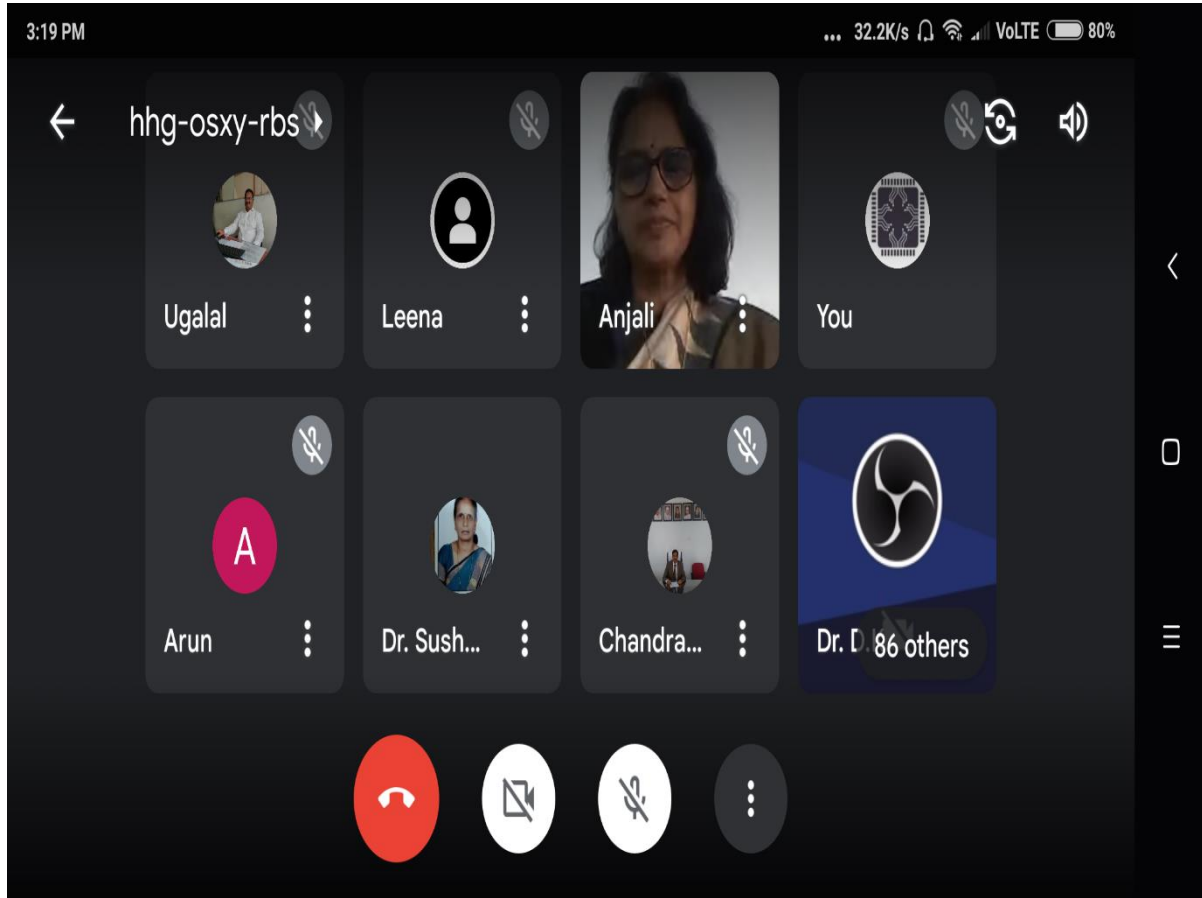 3:19 PM ... 32.2K/s VoLTE 80%
hhg-osxy-rbs
Ugalal Leena Anjali You
A
Arun Dr. Sush... Chandra... Dr. D. 86 others